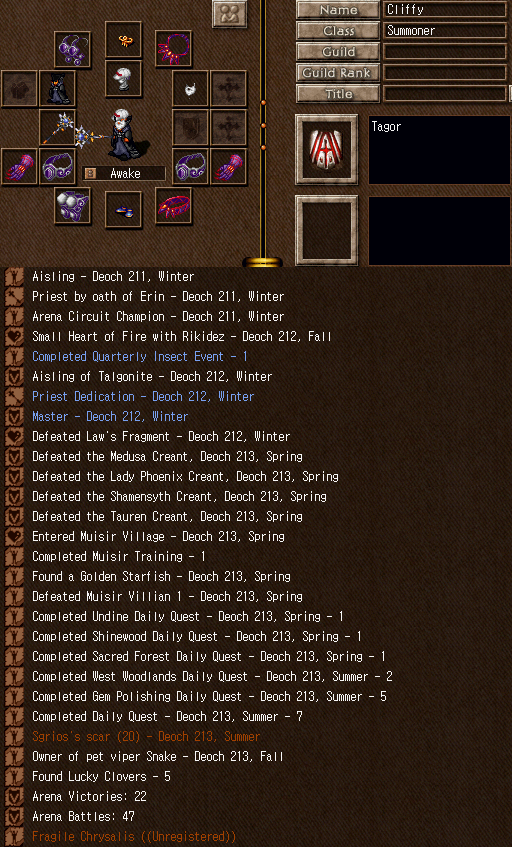 Name Cliffy
Class Summoner
Guild
Guild Rank
Title
Tagor
Awake
Aisling - Deoch 211, Winter
Priest by oath of Erin - Deoch 211, Winter
Arena Circuit Champion - Deoch 211, Winter
Small Heart of Fire with Rikidez - Deoch 212, Fall
Completed Quarterly Insect Event - 1
Aisling of Talgonite - Deoch 212, Winter
Priest Dedication - Deoch 212, Winter
Master - Deoch 212, Winter
Defeated Law's Fragment - Deoch 212, Winter
Defeated the Medusa Creant, Deoch 213, Spring
Defeated the Lady Phoenix Creant, Deoch 213, Spring
Defeated the Shamensyth Creant, Deoch 213, Spring
Defeated the Tauren Creant, Deoch 213, Spring
Entered Muisir Village - Deoch 213, Spring
Completed Muisir Training - 1
Found a Golden Starfish - Deoch 213, Spring
Defeated Muisir Villian 1 - Deoch 213, Spring
Completed Undine Daily Quest - Deoch 213, Spring - 1
Completed Shinewood Daily Quest - Deoch 213, Spring - 1
Completed Sacred Forest Daily Quest - Deoch 213, Spring - 1
Completed West Woodlands Daily Quest - Deoch 213, Summer - 2
Completed Gem Polishing Daily Quest - Deoch 213, Summer - 5
Completed Daily Quest - Deoch 213, Summer - 7
Sgrios's scar (20) - Deoch 213, Summer
Owner of pet viper Snake - Deoch 213, Fall
Found Lucky Clovers - 5
Arena Victories: 22
Arena Battles: 47
Fragile Chrysalis ((Unregistered))